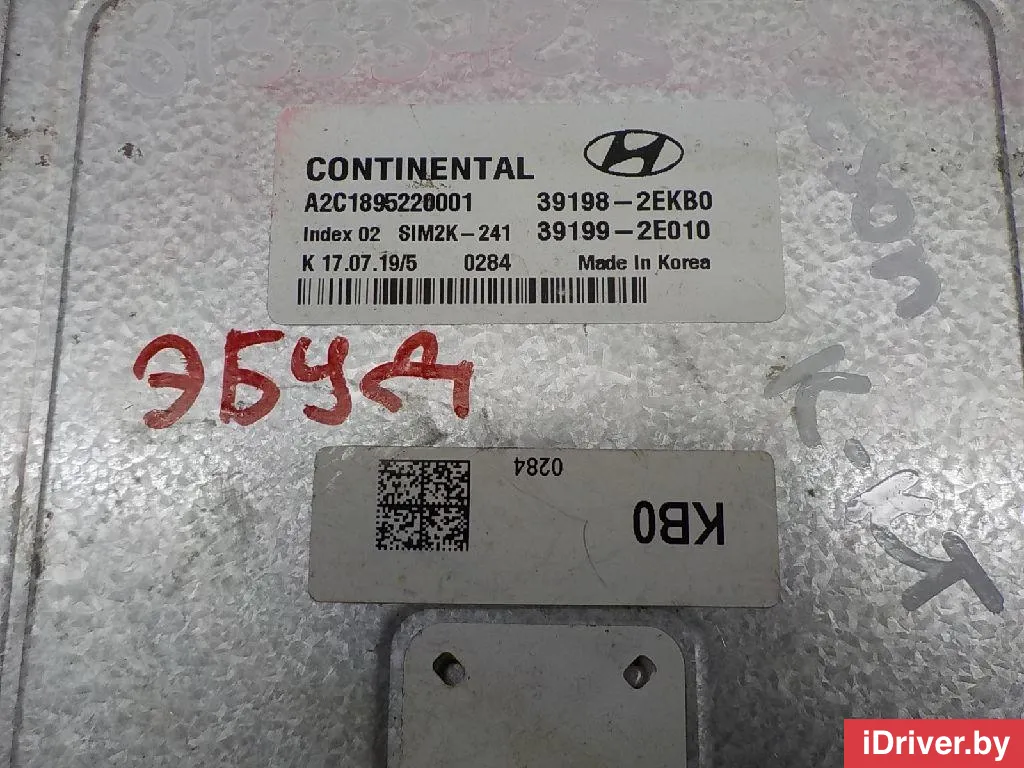 CONTINENTAL
A2C1895220001 39198-2EKB0
Index 02 SIM2K-241 39199-2E010
K 17.07.19/5 0284 Made In Korea
ЭБУД
0284
KB0
iDriver.by